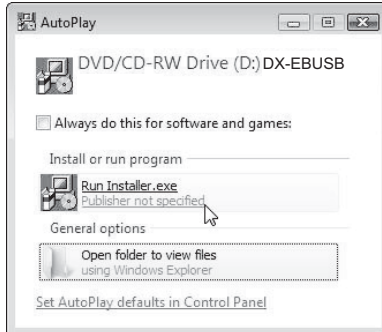 AutoPlay
DVD/CD-RW Drive (D:) DX-EBUSB
Always do this for software and games:
Install or run program
Run Installer.exe
Publisher not specified
General options
Open folder to view files
using Windows Explorer
Set AutoPlay defaults in Control Panel